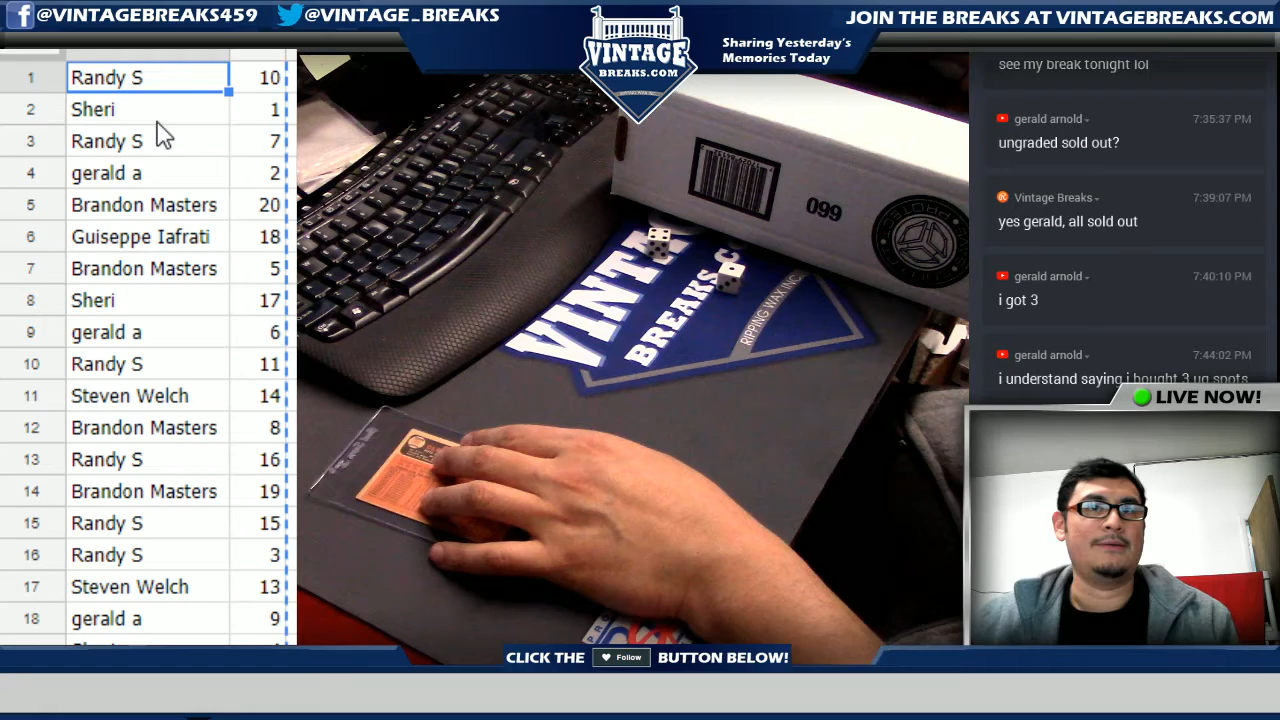 @VINTAGEBREAKS459 @VINTAGE_BREAKS
JOIN THE BREAKS AT VINTAGEBREAKS.COM
VINTAGE
BREAKS.COM
Sharing Yesterday's
Memories Today
1 Randy S 10
2 Sheri 1
3 Randy S 7
4 gerald a 2
5 Brandon Masters 20
6 Guiseppe Iafrati 18
7 Brandon Masters 5
8 Sheri 17
9 gerald a 6
10 Randy S 11
11 Steven Welch 14
12 Brandon Masters 8
13 Randy S 16
14 Brandon Masters 19
15 Randy S 15
16 Randy S 3
17 Steven Welch 13
18 gerald a 9
099
BREAKS
RIPPING WAX INC.
see my break tonight lol
gerald arnold 7:35:37 PM
ungraded sold out?
Vintage Breaks 7:39:07 PM
yes gerald, all sold out
gerald arnold 7:40:10 PM
i got 3
gerald arnold 7:44:02 PM
i understand saying i bought 3 ug spots
LIVE NOW!
CLICK THE Follow BUTTON BELOW!